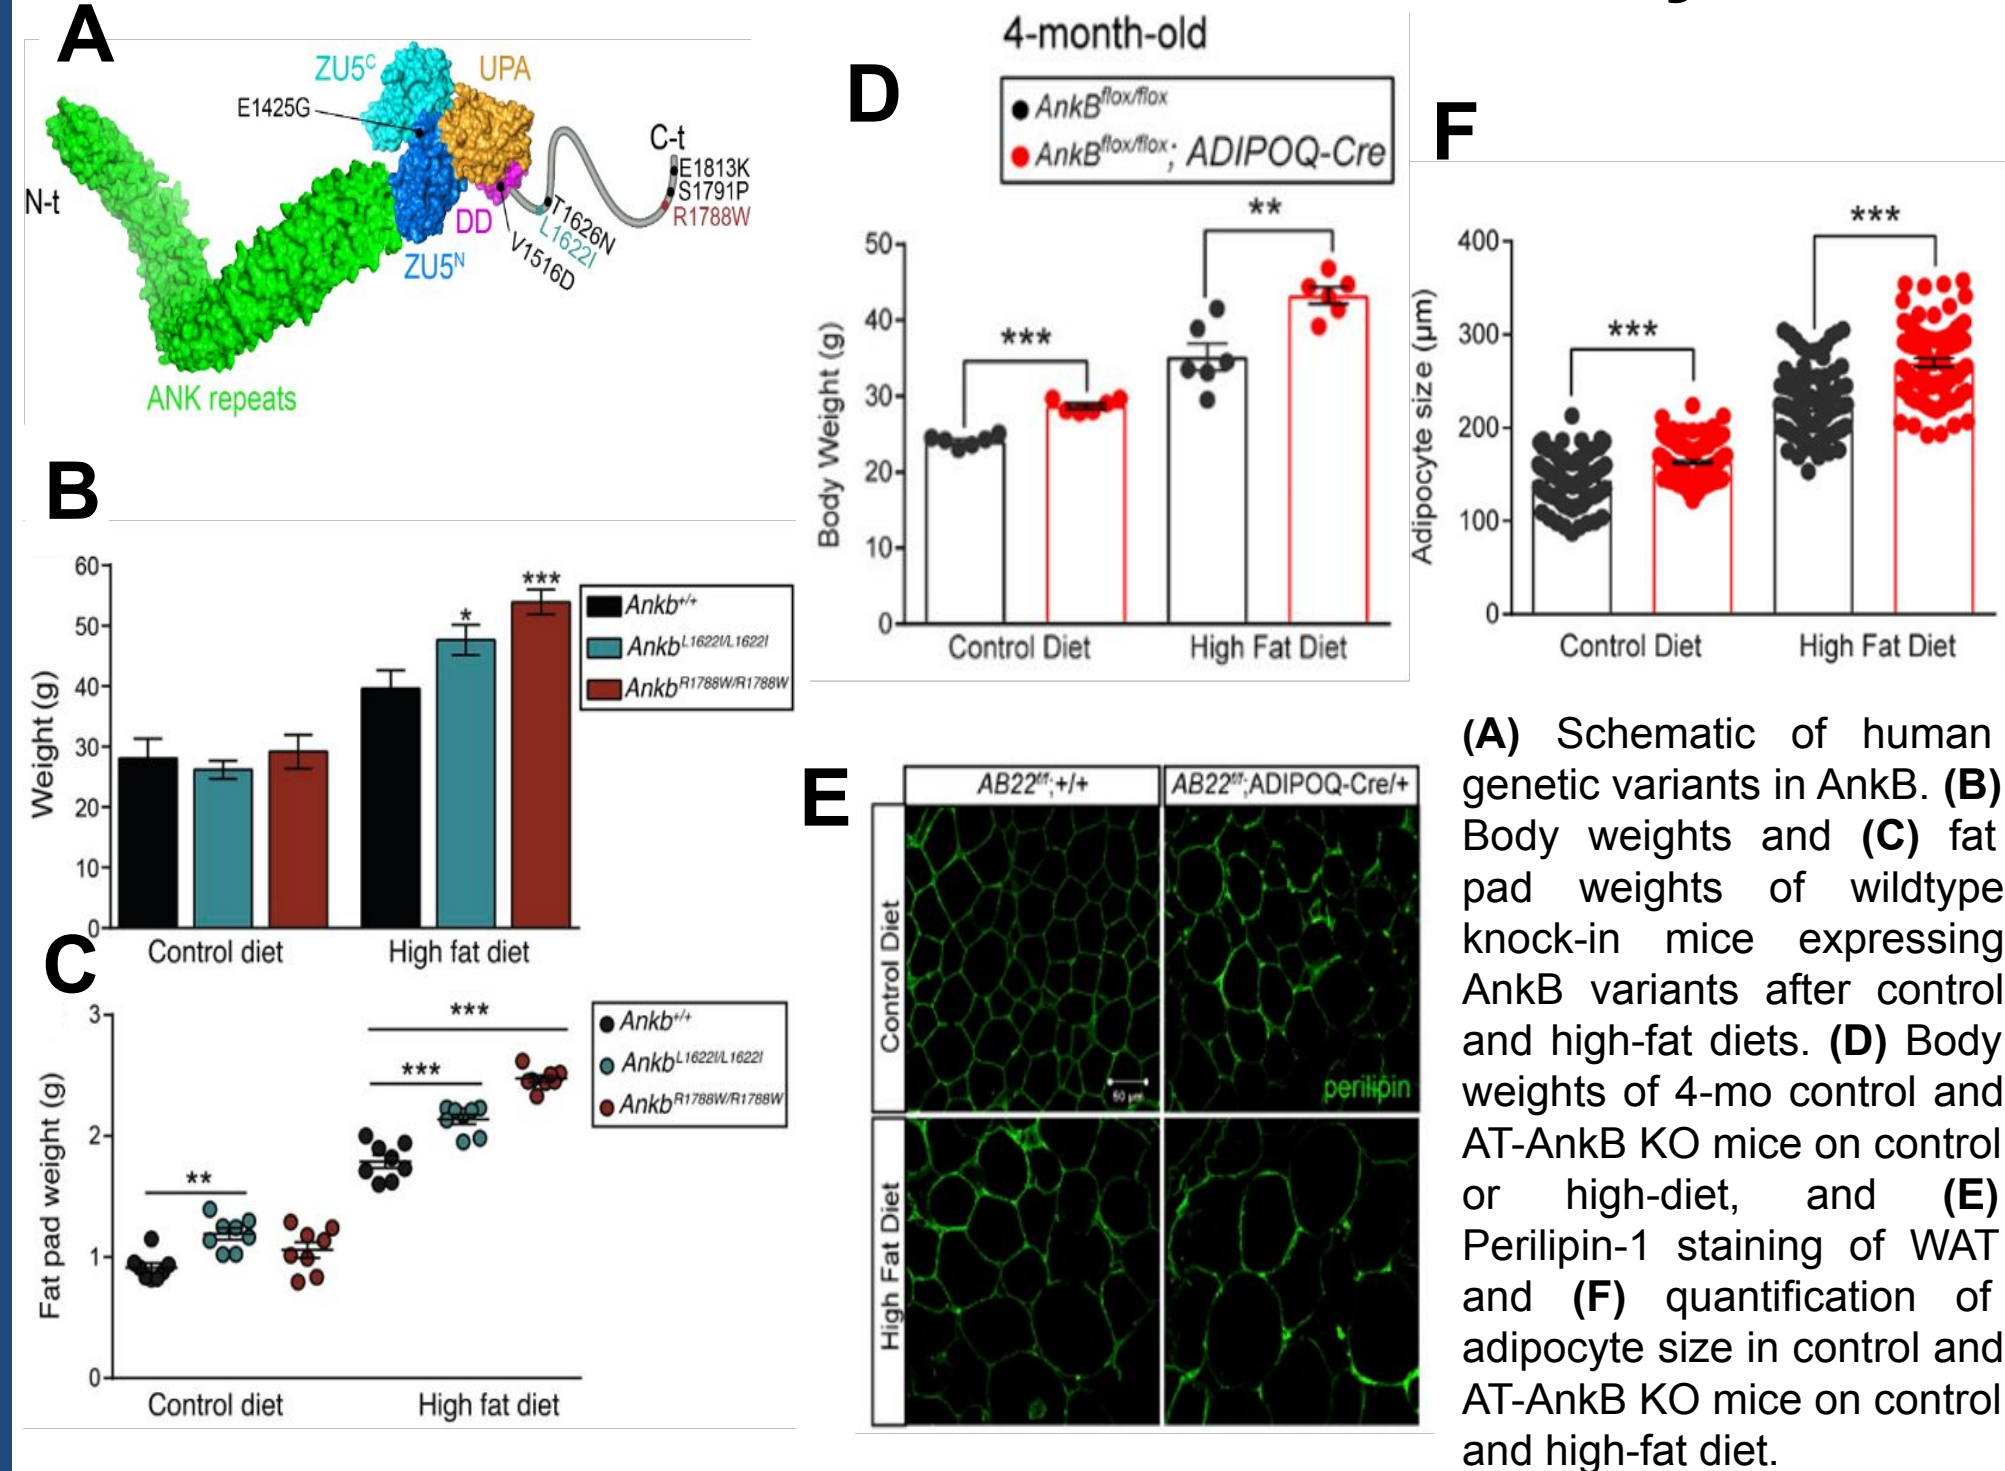 A
ZU5ᶜ
UPA
E1425G
C-t
E1813K
S1791P
R1788W
N-t
T1626N
L1622I
V1516D
DD
ZU5ᴺ
ANK repeats
B
60
50
40
30
20
10
0
Weight (g)
*
***
Ankb+/+
AnkbL1622I/L1622I
AnkbR1788W/R1788W
Control diet
High fat diet
C
3
2
1
0
Fat pad weight (g)
**
***
***
Ankb+/+
AnkbL1622I/L1622I
AnkbR1788W/R1788W
Control diet
High fat diet
4-month-old
D
AnkBflox/flox
AnkBflox/flox; ADIPOQ-Cre
50
40
30
20
10
0
Body Weight (g)
***
**
Control Diet
High Fat Diet
E
AB22f/f;+/+
AB22f/f;ADIPOQ-Cre/+
Control Diet
High Fat Diet
50 µm
perilipin
F
400
300
200
100
0
Adipocyte size (µm)
***
***
Control Diet
High Fat Diet
(A) Schematic of human
genetic variants in AnkB. (B)
Body weights and (C) fat
pad weights of wildtype
knock-in mice expressing
AnkB variants after control
and high-fat diets. (D) Body
weights of 4-mo control and
AT-AnkB KO mice on control
or high-diet, and (E)
Perilipin-1 staining of WAT
and (F) quantification of
adipocyte size in control and
AT-AnkB KO mice on control
and high-fat diet.